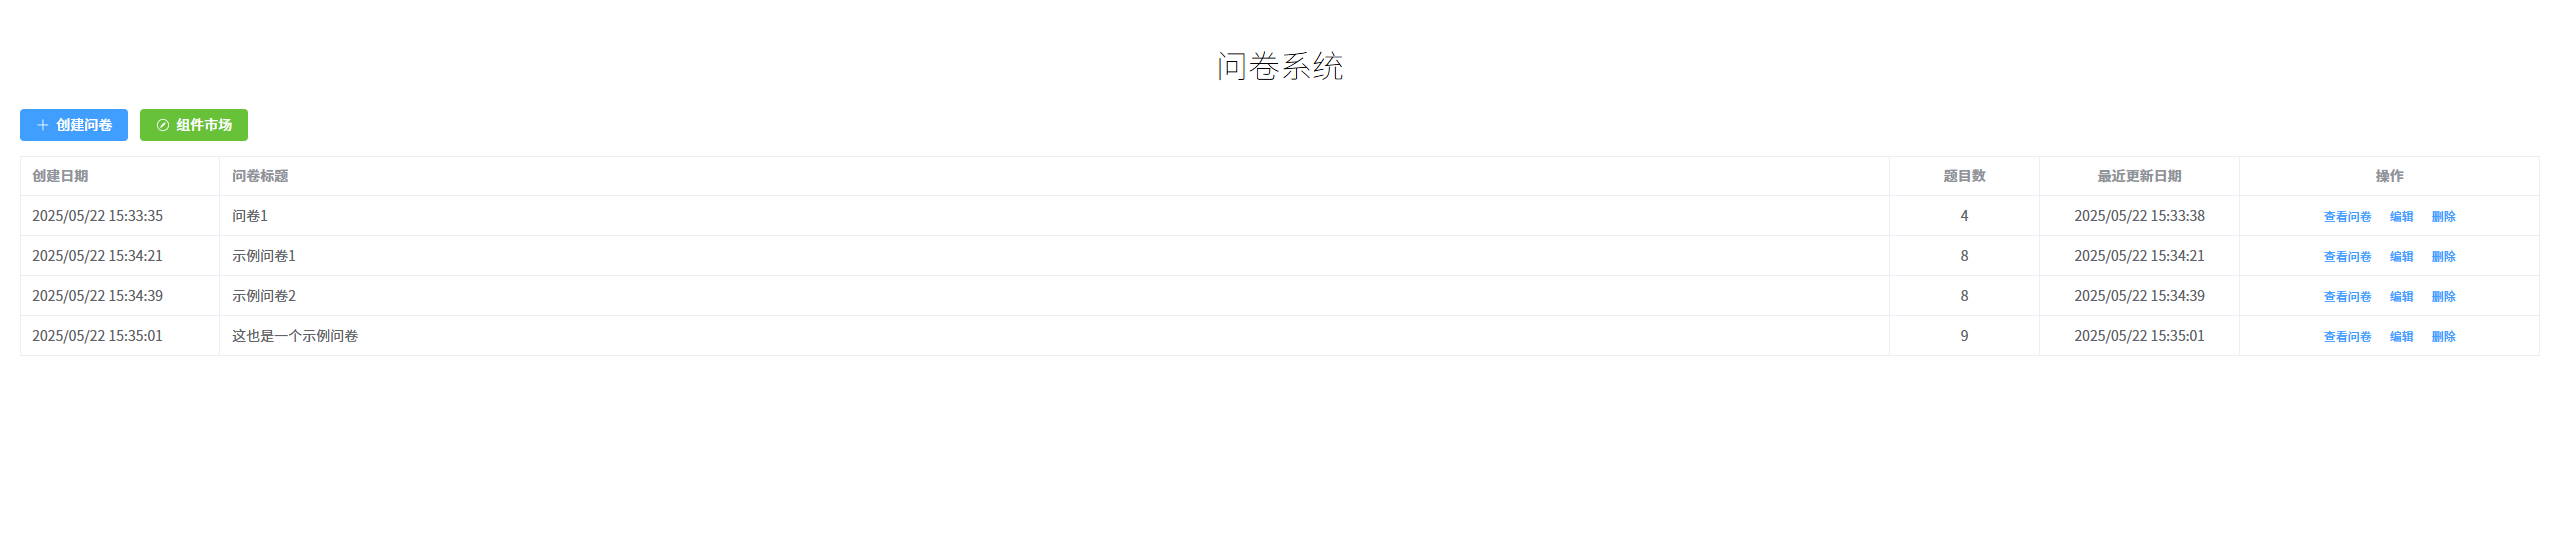 问卷系统
创建问卷 组件市场
创建日期 问卷标题 题目数 最近更新日期 操作
2025/05/22 15:33:35 问卷1 4 2025/05/22 15:33:38 查看问卷 编辑 删除
2025/05/22 15:34:21 示例问卷1 8 2025/05/22 15:34:21 查看问卷 编辑 删除
2025/05/22 15:34:39 示例问卷2 8 2025/05/22 15:34:39 查看问卷 编辑 删除
2025/05/22 15:35:01 这也是一个示例问卷 9 2025/05/22 15:35:01 查看问卷 编辑 删除